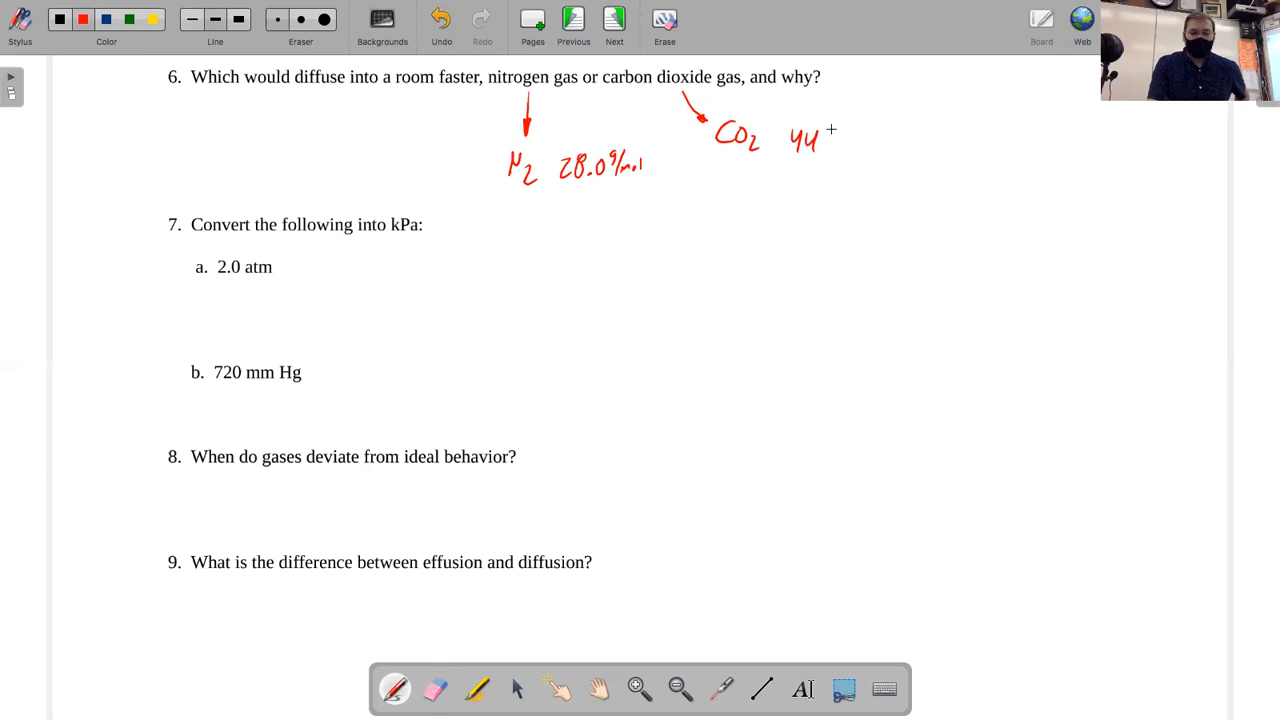 Stylus Color Line Eraser Backgrounds Undo Redo Pages Previous Next Erase Board Web
6. Which would diffuse into a room faster, nitrogen gas or carbon dioxide gas, and why?
CO2 44
N2 28.0 g/mol
7. Convert the following into kPa:
a. 2.0 atm
b. 720 mm Hg
8. When do gases deviate from ideal behavior?
9. What is the difference between effusion and diffusion?
AI